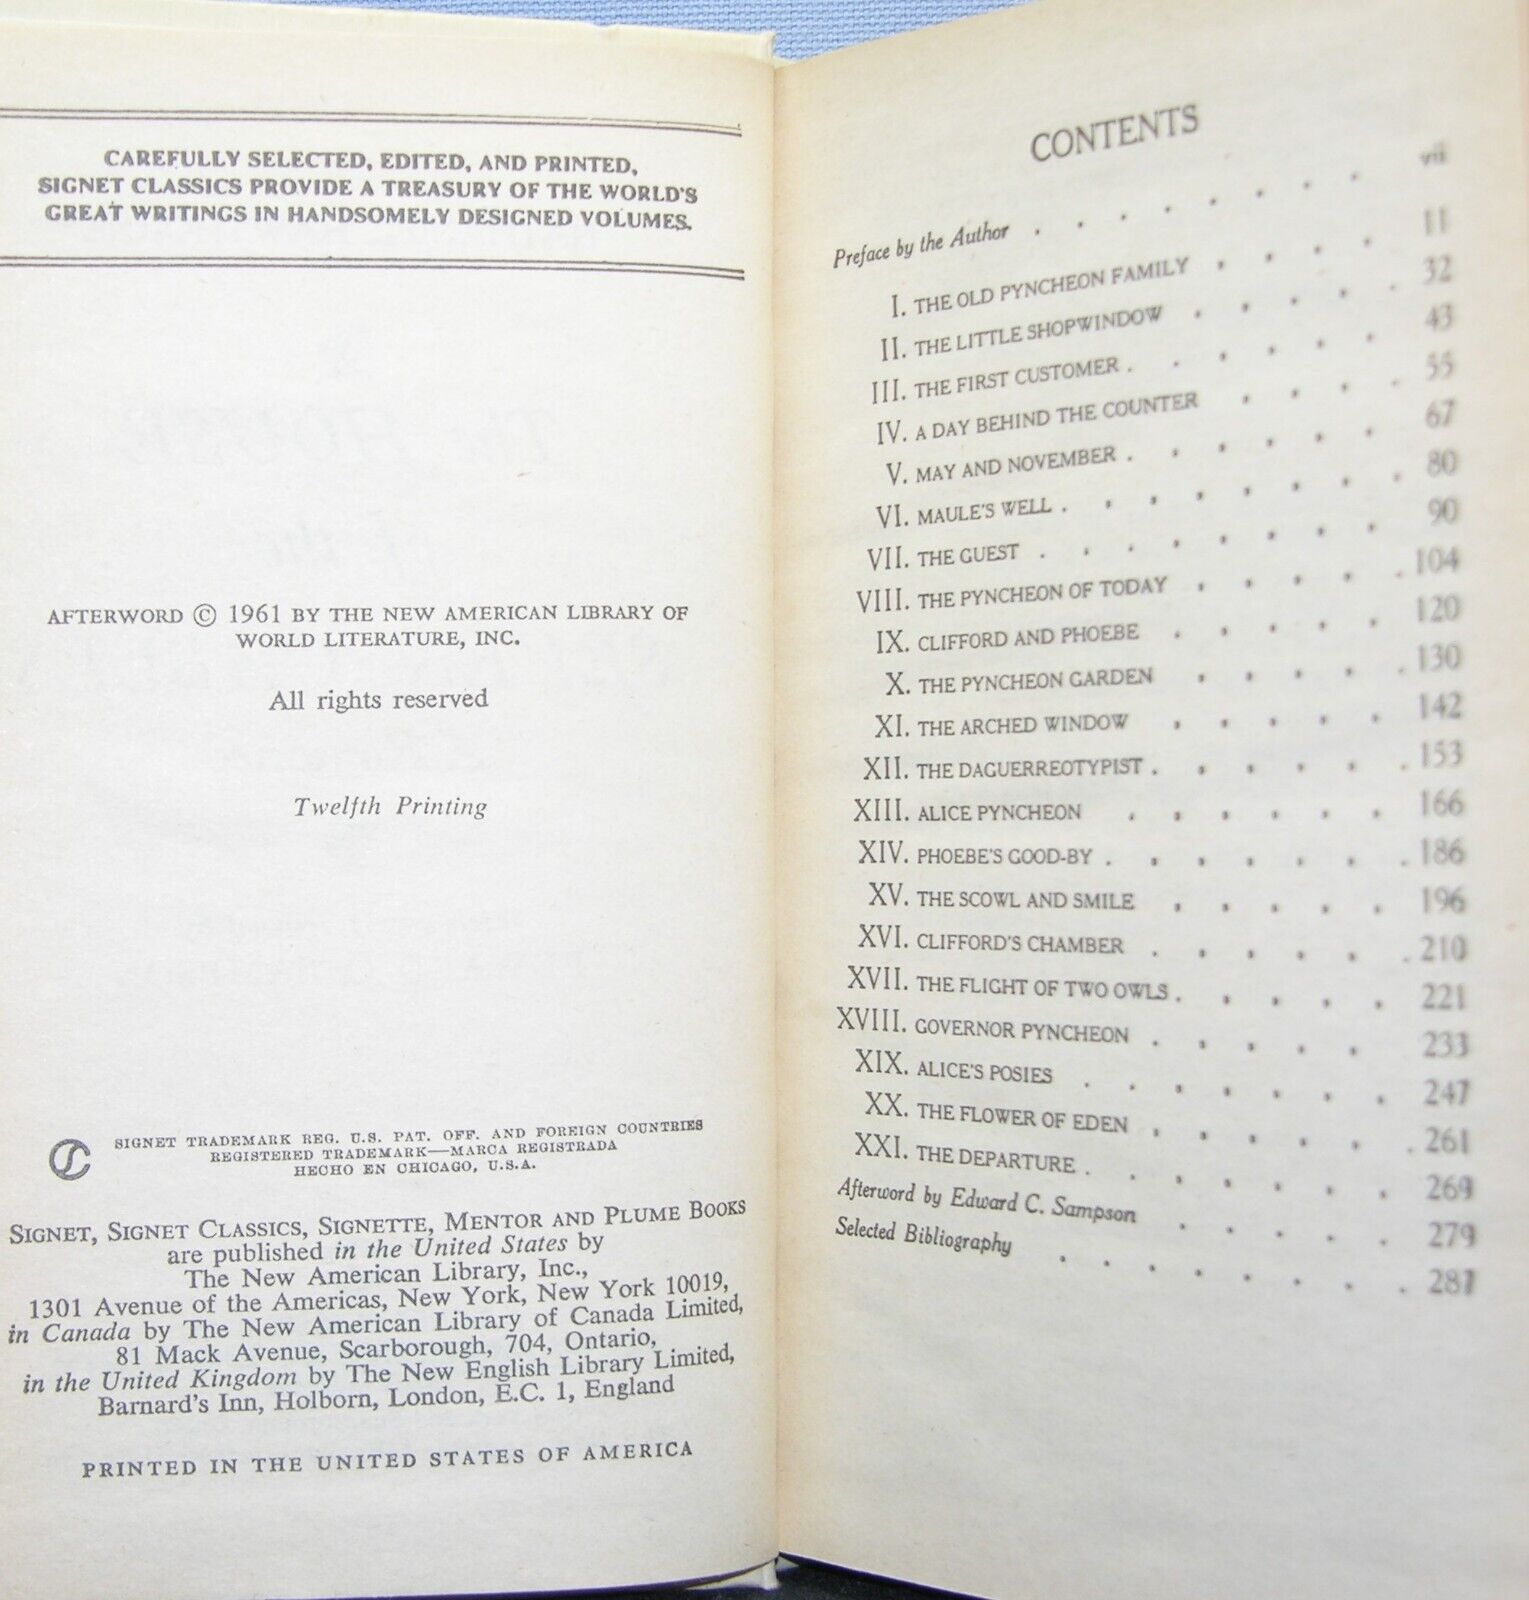 CAREFULLY SELECTED, EDITED, AND PRINTED,
SIGNET CLASSICS PROVIDE A TREASURY OF THE WORLD'S
GREAT WRITINGS IN HANDSOMELY DESIGNED VOLUMES.
AFTERWORD © 1961 BY THE NEW AMERICAN LIBRARY OF
WORLD LITERATURE, INC.
All rights reserved
Twelfth Printing
SIGNET TRADEMARK REG. U.S. PAT. OFF. AND FOREIGN COUNTRIES
REGISTERED TRADEMARK—MARCA REGISTRADA
HECHO EN CHICAGO, U.S.A.
SIGNET, SIGNET CLASSICS, SIGNETTE, MENTOR AND PLUME BOOKS
are published in the United States by
The New American Library, Inc.,
1301 Avenue of the Americas, New York, New York 10019,
in Canada by The New American Library of Canada Limited,
81 Mack Avenue, Scarborough, 704, Ontario,
in the United Kingdom by The New English Library Limited,
Barnard's Inn, Holborn, London, E.C. 1, England
PRINTED IN THE UNITED STATES OF AMERICA
CONTENTS
Preface by the Author . . . . . . . . vii
I. THE OLD PYNCHEON FAMILY . . . . 11
II. THE LITTLE SHOPWINDOW . . . . . 32
III. THE FIRST CUSTOMER . . . . . . 43
IV. A DAY BEHIND THE COUNTER . . . . 55
V. MAY AND NOVEMBER . . . . . . 67
VI. MAULE'S WELL . . . . . . . . 80
VII. THE GUEST . . . . . . . . 90
VIII. THE PYNCHEON OF TODAY . . . . . 104
IX. CLIFFORD AND PHOEBE . . . . . 120
X. THE PYNCHEON GARDEN . . . . . 130
XI. THE ARCHED WINDOW . . . . . 142
XII. THE DAGUERREOTYPIST . . . . . . 153
XIII. ALICE PYNCHEON . . . . . . 166
XIV. PHOEBE'S GOOD-BY . . . . . . . 186
XV. THE SCOWL AND SMILE . . . . . 196
XVI. CLIFFORD'S CHAMBER . . . . . . 210
XVII. THE FLIGHT OF TWO OWLS . . . . . 221
XVIII. GOVERNOR PYNCHEON . . . . . 233
XIX. ALICE'S POSIES . . . . . . . 247
XX. THE FLOWER OF EDEN . . . . . . 261
XXI. THE DEPARTURE . . . . . . . 269
Afterword by Edward C. Sampson . . . . . 279
Selected Bibliography . . . . . . . . 287